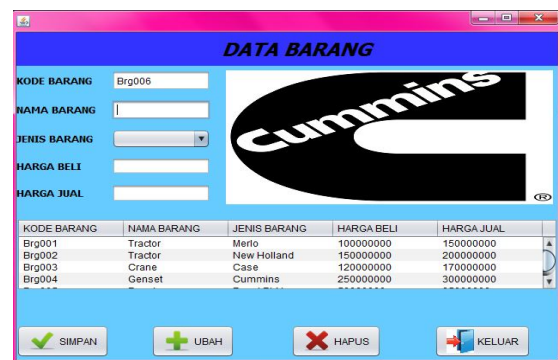 DATA BARANG
KODE BARANG Brg006
NAMA BARANG
JENIS BARANG
HARGA BELI
HARGA JUAL
Cummins
®
KODE BARANG NAMA BARANG JENIS BARANG HARGA BELI HARGA JUAL
Brg001 Tractor Merlo 100000000 150000000
Brg002 Tractor New Holland 150000000 200000000
Brg003 Crane Case 120000000 170000000
Brg004 Genset Cummins 250000000 300000000
SIMPAN UBAH HAPUS KELUAR